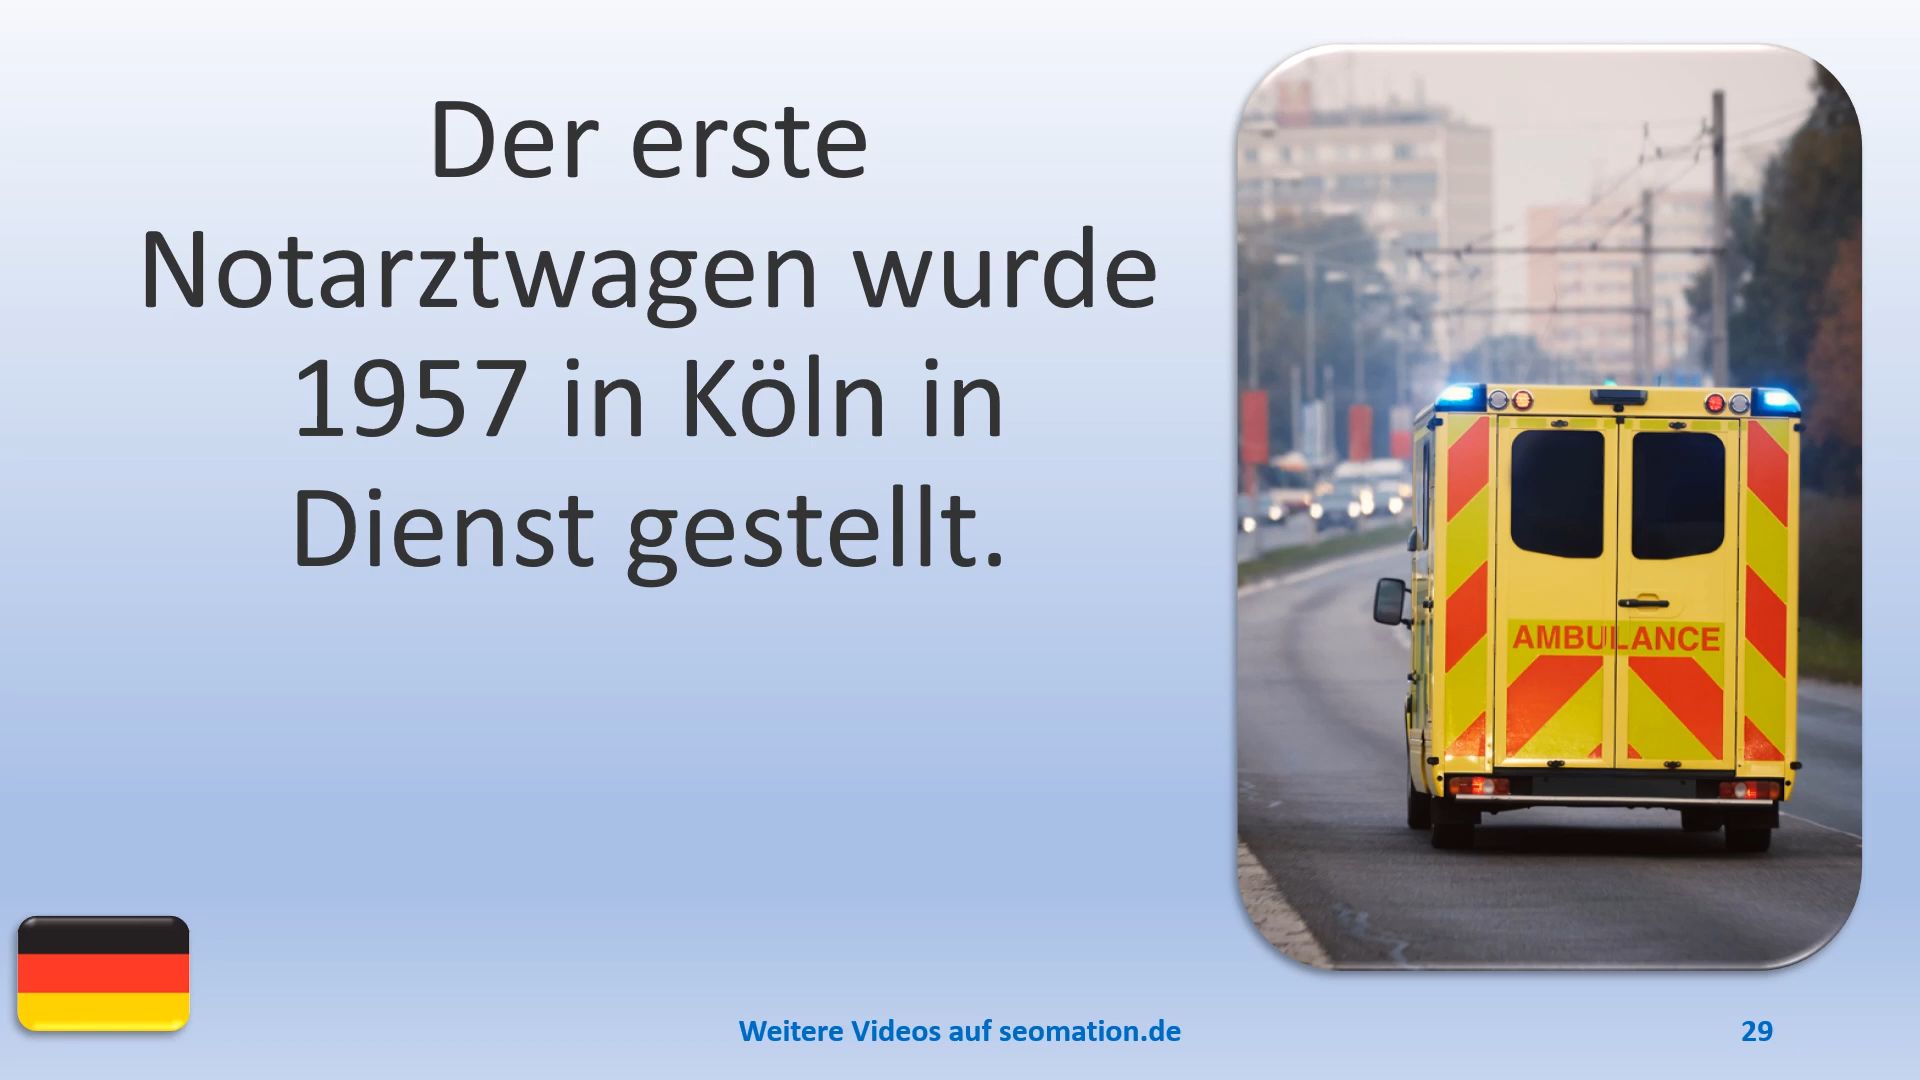 Der erste
Notarztwagen wurde
1957 in Köln in
Dienst gestellt.
AMBULANCE
Weitere Videos auf seomation.de
29